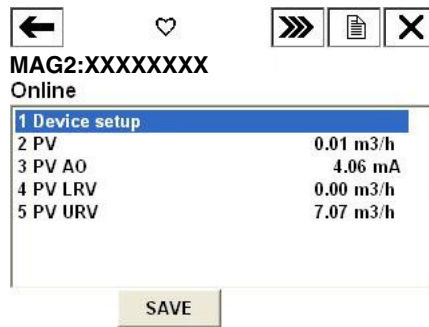 MAG2:XXXXXXXX
Online
1 Device setup
2 PV 0.01 m3/h
3 PV AO 4.06 mA
4 PV LRV 0.00 m3/h
5 PV URV 7.07 m3/h
SAVE